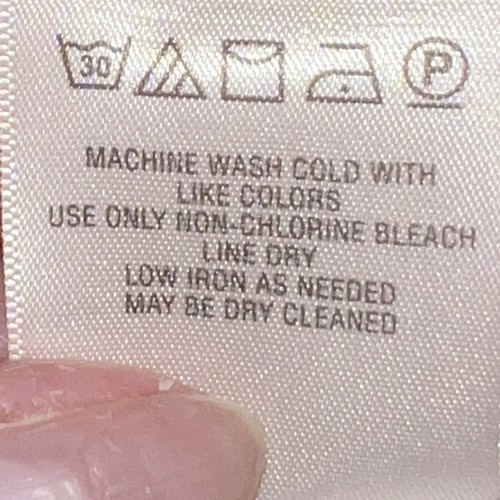 30 P
MACHINE WASH COLD WITH
LIKE COLORS
USE ONLY NON-CHLORINE BLEACH
LINE DRY
LOW IRON AS NEEDED
MAY BE DRY CLEANED